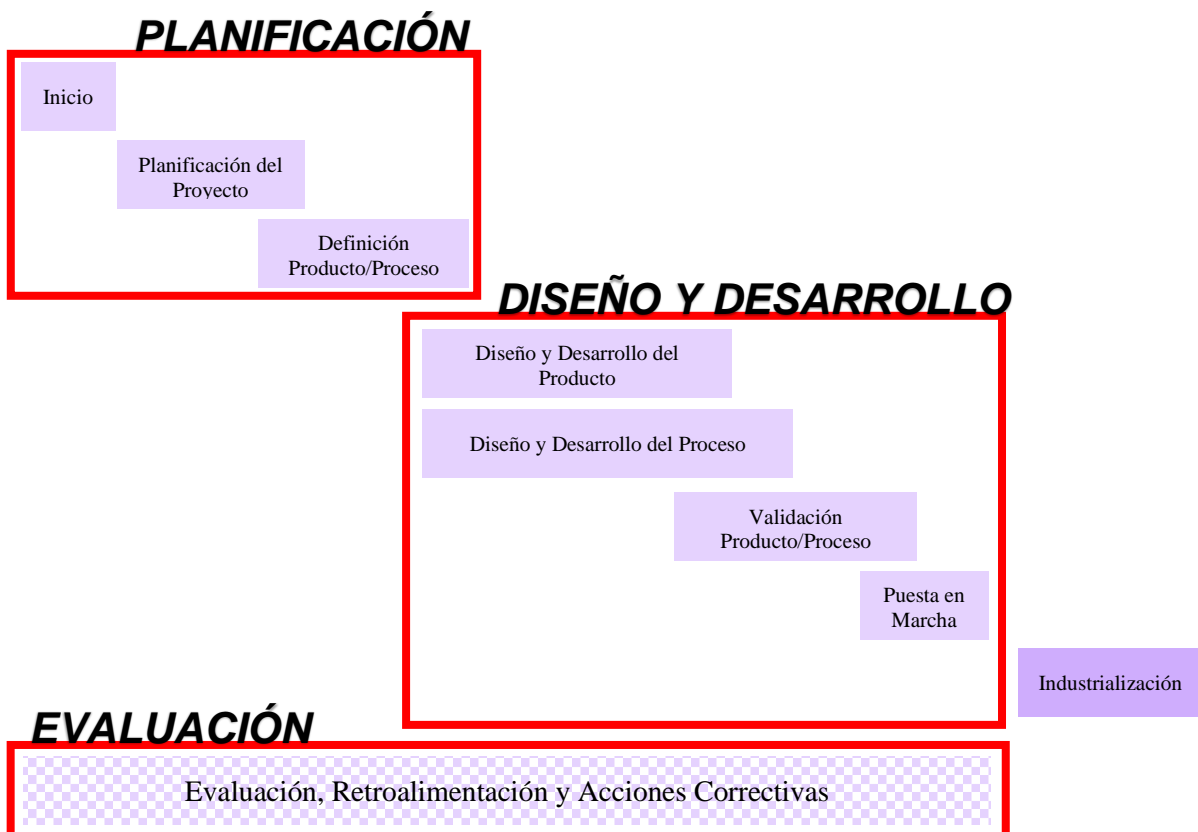 PLANIFICACIÓN
Inicio
Planificación del
Proyecto
Definición
Producto/Proceso
DISEÑO Y DESARROLLO
Diseño y Desarrollo del
Producto
Diseño y Desarrollo del Proceso
Validación
Producto/Proceso
Puesta en
Marcha
Industrialización
EVALUACIÓN
Evaluación, Retroalimentación y Acciones Correctivas